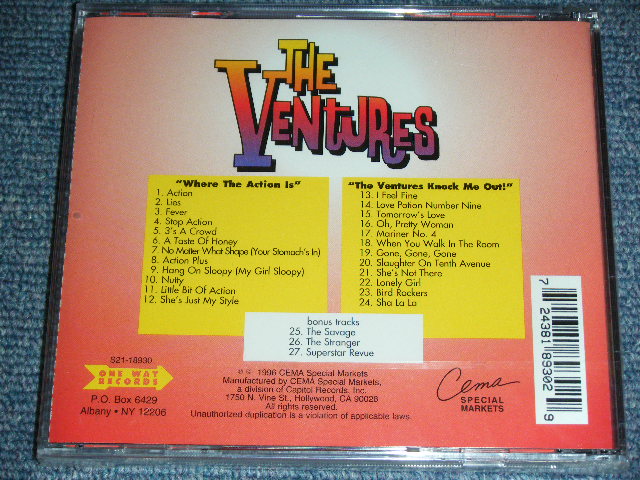 THE
VENTURES
"Where The Action Is"
1. Action
2. Lies
3. Fever
4. Stop Action
5. 3's A Crowd
6. A Taste Of Honey
7. No Matter What Shape (Your Stomach's In)
8. Action Plus
9. Hang On Sloopy (My Girl Sloopy)
10. Nutty
11. Little Bit Of Action
12. She's Just My Style
"The Ventures Knock Me Out!"
13. I Feel Fine
14. Love Potion Number Nine
15. Tomorrow's Love
16. Oh, Pretty Woman
17. Mariner No. 4
18. When You Walk In The Room
19. Gone, Gone, Gone
20. Slaughter On Tenth Avenue
21. She's Not There
22. Lonely Girl
23. Bird Rockers
24. Sha La La
bonus tracks
25. The Savage
26. The Stranger
27. Superstar Revue
S21-18930
ONE WAY
RECORDS
P.O. Box 6429
Albany • NY 12206
℗ © 1996 CEMA Special Markets
Manufactured by CEMA Special Markets,
a division of Capitol Records, Inc.
1750 N. Vine St., Hollywood, CA 90028
All rights reserved.
Unauthorized duplication is a violation of applicable laws.
Cema
SPECIAL
MARKETS
7 24381 89302 9